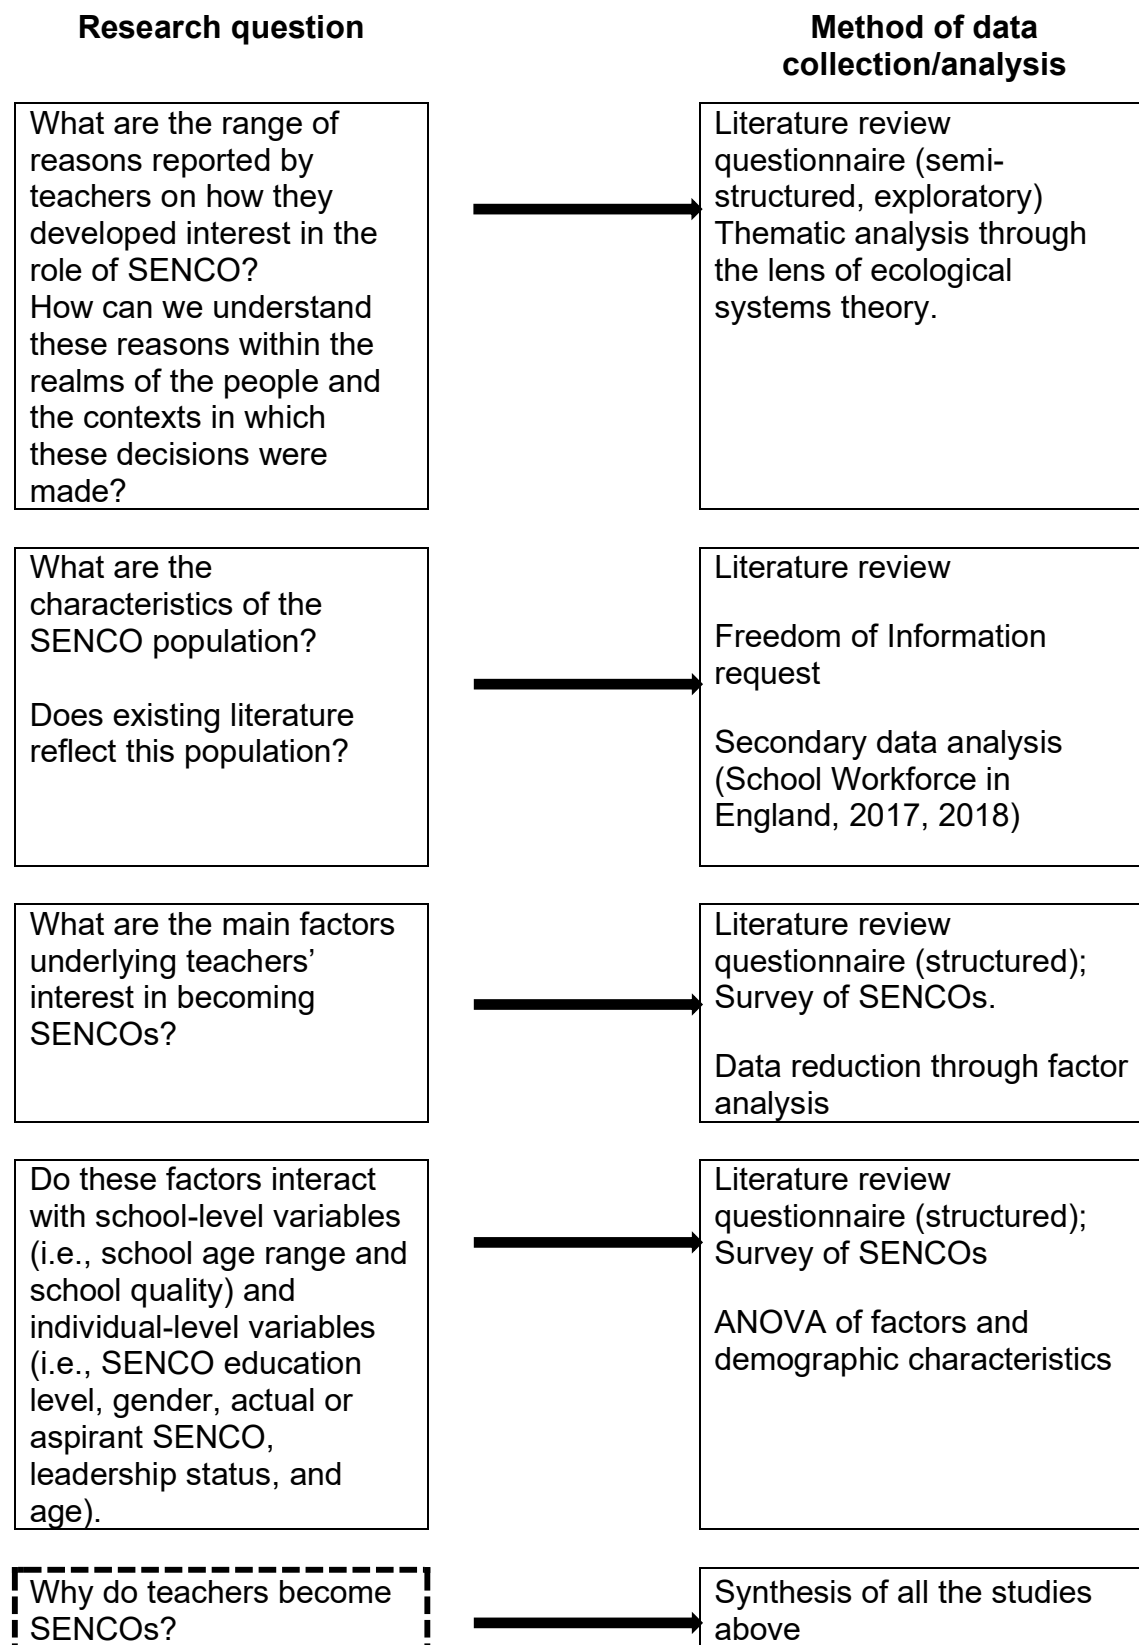 Research question
Method of data
collection/analysis
What are the range of
reasons reported by
teachers on how they
developed interest in the
role of SENCO?
How can we understand
these reasons within the
realms of the people and
the contexts in which
these decisions were
made?
Literature review
questionnaire (semi-
structured, exploratory)
Thematic analysis through
the lens of ecological
systems theory.
What are the
characteristics of the
SENCO population?
Does existing literature
reflect this population?
Literature review
Freedom of Information
request
Secondary data analysis
(School Workforce in
England, 2017, 2018)
What are the main factors
underlying teachers’
interest in becoming
SENCOs?
Literature review
questionnaire (structured);
Survey of SENCOs.
Data reduction through factor
analysis
Do these factors interact
with school-level variables
(i.e., school age range and
school quality) and
individual-level variables
(i.e., SENCO education
level, gender, actual or
aspirant SENCO,
leadership status, and
age).
Literature review
questionnaire (structured);
Survey of SENCOs
ANOVA of factors and
demographic characteristics
Why do teachers become
SENCOs?
Synthesis of all the studies
above